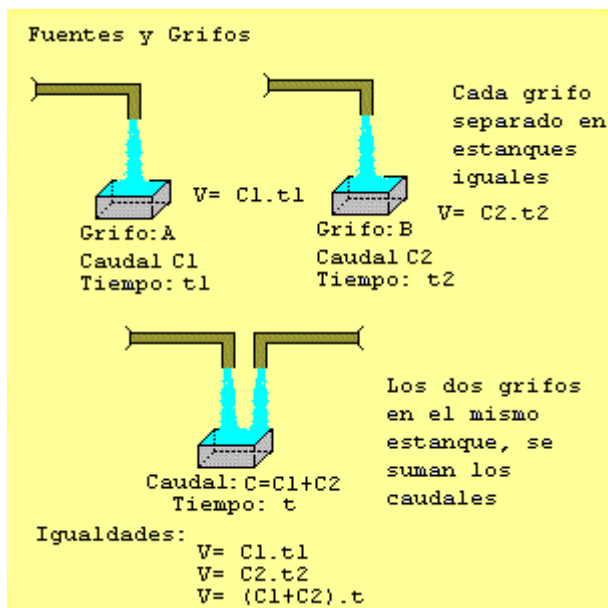 Fuentes y Grifos
Cada grifo
separado en
estanques
iguales
V= C1.t1
V= C2.t2
Grifo:A
Caudal C1
Tiempo: t1
Grifo:B
Caudal C2
Tiempo: t2
Los dos grifos
en el mismo
estanque, se
suman los
caudales
Caudal: C=C1+C2
Tiempo: t
Igualdades:
V= C1.t1
V= C2.t2
V= (C1+C2).t